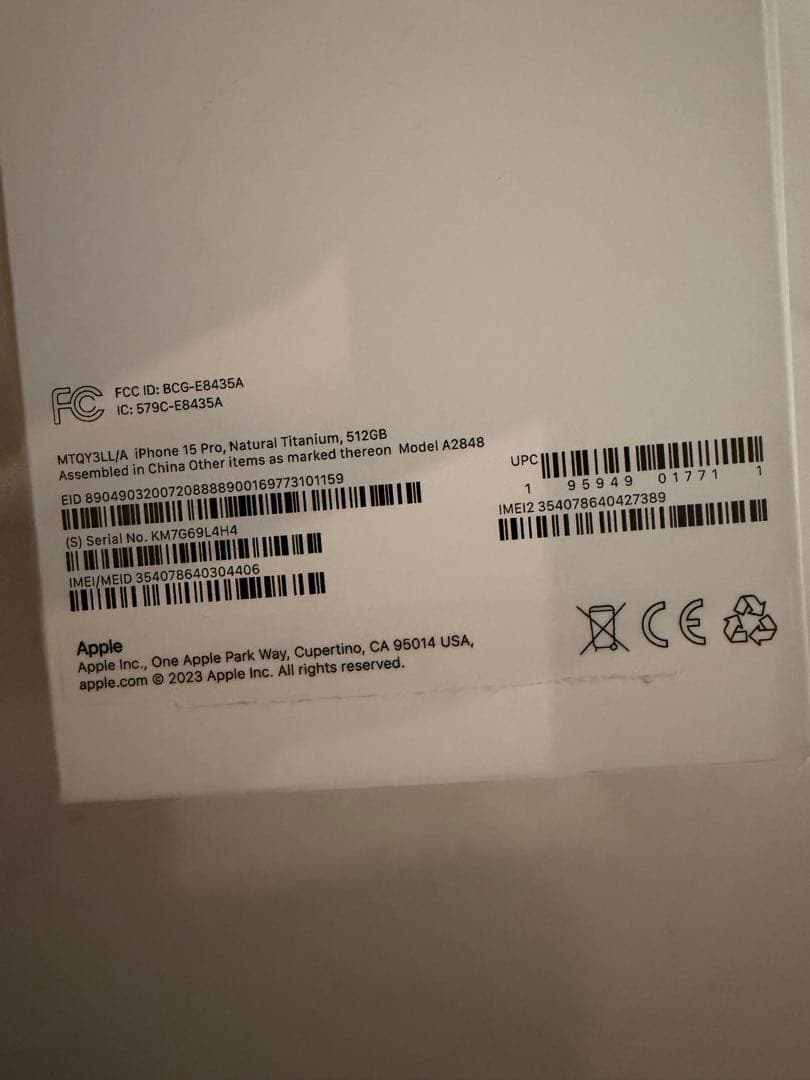 FC FCC ID: BCG-E8435A
IC: 579C-E8435A
MTQY3LL/A iPhone 15 Pro, Natural Titanium, 512GB
Assembled in China Other items as marked thereon Model A2848
EID 89049032007208888900169773101159
(S) Serial No. KM7G69L4H4
IMEI/MEID 354078640304406
UPC
1 95949 01771 1
IMEI2 354078640427389
Apple
Apple Inc., One Apple Park Way, Cupertino, CA 95014 USA,
apple.com © 2023 Apple Inc. All rights reserved.
CE